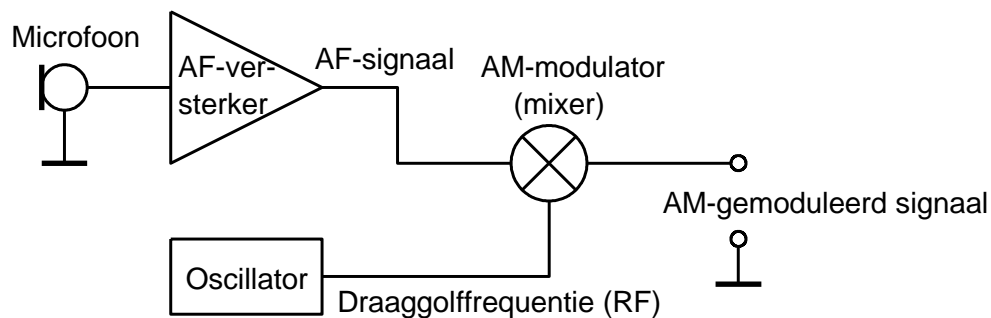 Microfoon
AF-ver-
sterker
AF-signaal
AM-modulator
(mixer)
AM-gemoduleerd signaal
Oscillator
Draaggolffrequentie (RF)